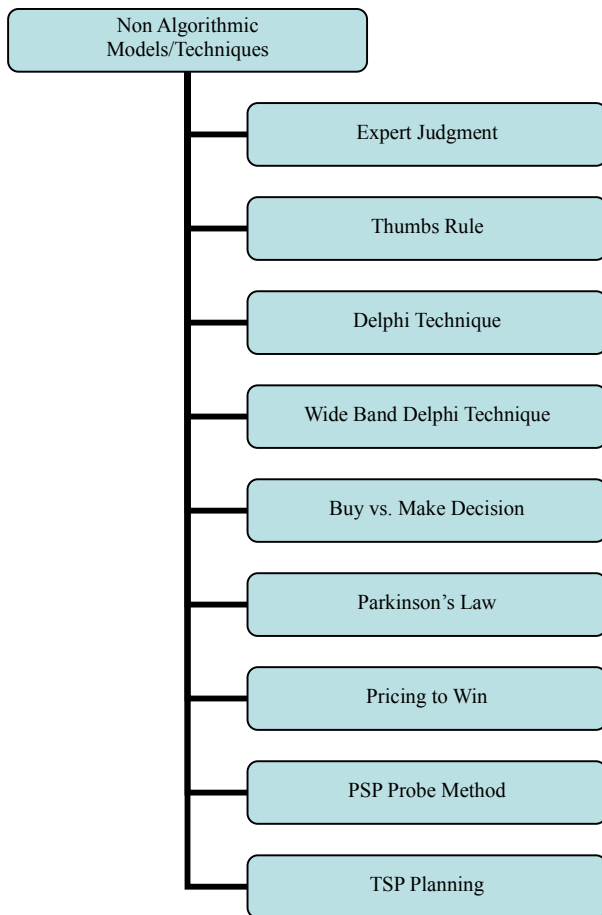 Non Algorithmic
Models/Techniques
Expert Judgment
Thumbs Rule
Delphi Technique
Wide Band Delphi Technique
Buy vs. Make Decision
Parkinson’s Law
Pricing to Win
PSP Probe Method
TSP Planning